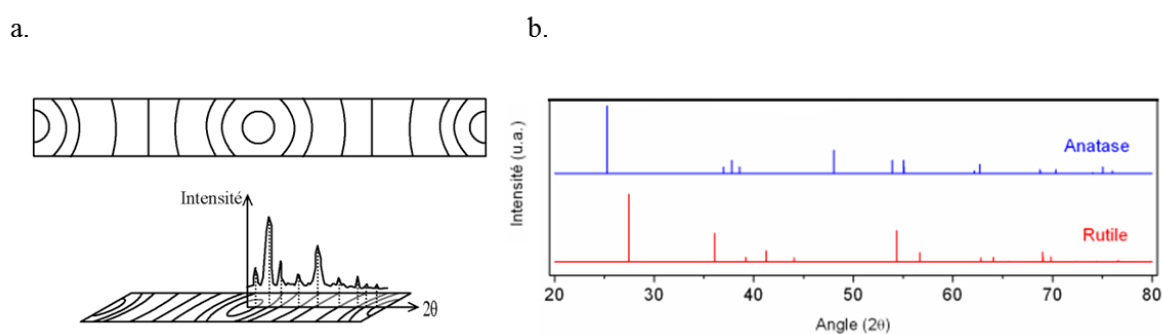 a.
b.
Intensité
2θ
Intensité (u.a.)
Anatase
Rutile
20 30 40 50 60 70 80
Angle (2θ)